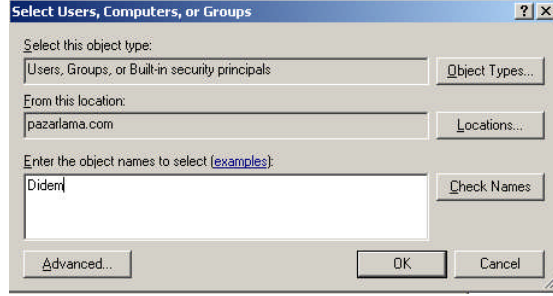 Select Users, Computers, or Groups
Select this object type:
Users, Groups, or Built-in security principals
Object Types...
From this location:
pazarlama.com
Locations...
Enter the object names to select (examples):
Didem
Check Names
Advanced...
OK
Cancel